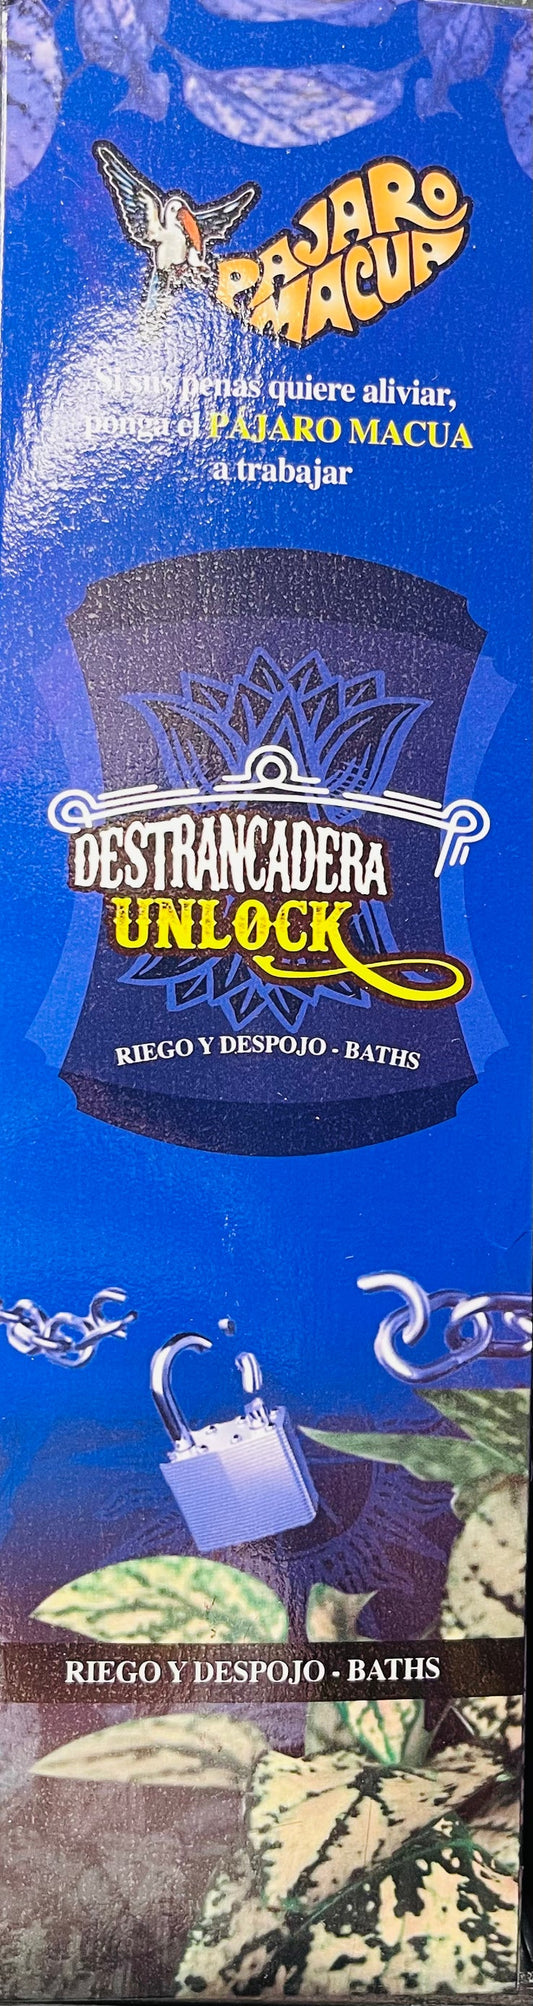 PAJARO
MACUA
Si sus penas quiere aliviar,
ponga el PÁJARO MACUA
a trabajar
DESTRANCADERA
UNLOCK
RIEGO Y DESPOJO - BATHS
RIEGO Y DESPOJO - BATHS